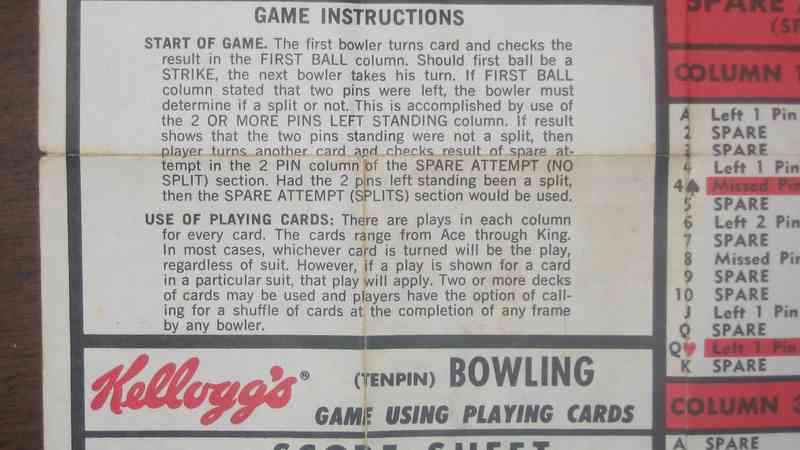 GAME INSTRUCTIONS
START OF GAME. The first bowler turns card and checks the
result in the FIRST BALL column. Should first ball be a
STRIKE, the next bowler takes his turn. If FIRST BALL
column stated that two pins were left, the bowler must
determine if a split or not. This is accomplished by use of
the 2 OR MORE PINS LEFT STANDING column. If result
shows that the two pins standing were not a split, then
player turns another card and checks result of spare at-
tempt in the 2 PIN column of the SPARE ATTEMPT (NO
SPLIT) section. Had the 2 pins left standing been a split,
then the SPARE ATTEMPT (SPLITS) section would be used.
USE OF PLAYING CARDS: There are plays in each column
for every card. The cards range from Ace through King.
In most cases, whichever card is turned will be the play,
regardless of suit. However, if a play is shown for a card
in a particular suit, that play will apply. Two or more decks
of cards may be used and players have the option of call-
ing for a shuffle of cards at the completion of any frame
by any bowler.
Kellogg's® (TENPIN) BOWLING
GAME USING PLAYING CARDS
SCORE SHEET
SPARE
(SP
COLUMN 1
A Left 1 Pin
2 SPARE
3 SPARE
4 Left 1 Pin
4♠ Missed Pin
5 SPARE
6 Left 2 Pin
7 SPARE
8 Missed Pin
9 SPARE
10 SPARE
J Left 1 Pin
Q SPARE
Q♥ Left 1 Pin
K SPARE
COLUMN 3
A SPARE